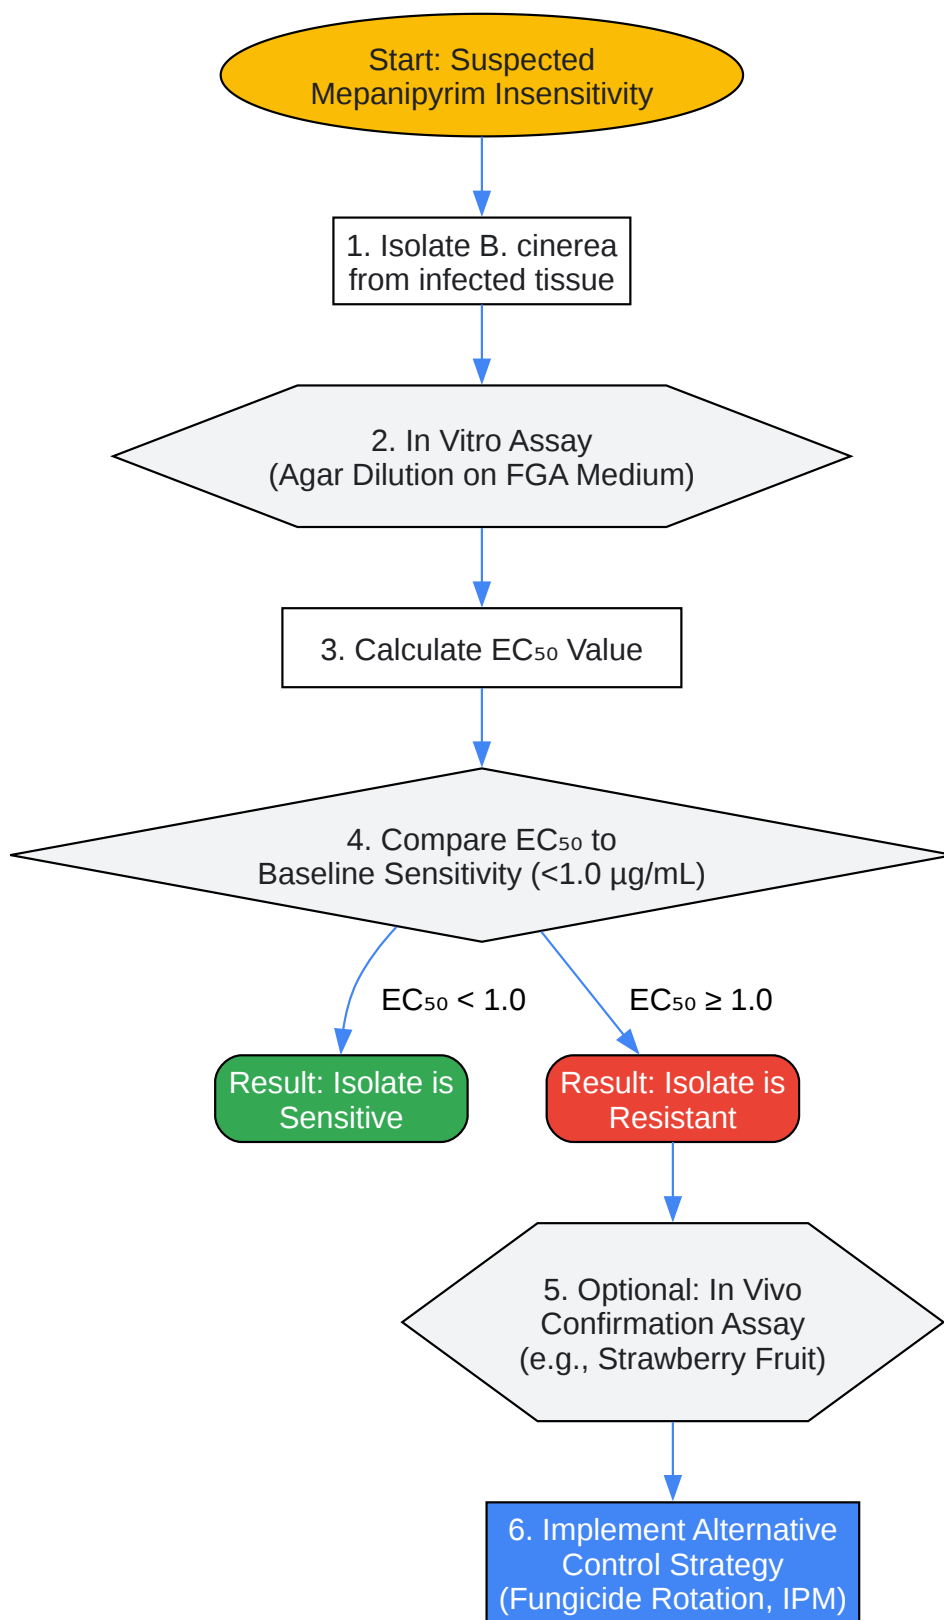 Start: Suspected
Mepanipyrim Insensitivity
1. Isolate B. cinerea
from infected tissue
2. In Vitro Assay
(Agar Dilution on FGA Medium)
3. Calculate EC₅₀ Value
4. Compare EC₅₀ to
Baseline Sensitivity (<1.0 µg/mL)
EC₅₀ < 1.0
EC₅₀ ≥ 1.0
Result: Isolate is
Sensitive
Result: Isolate is
Resistant
5. Optional: In Vivo
Confirmation Assay
(e.g., Strawberry Fruit)
6. Implement Alternative
Control Strategy
(Fungicide Rotation, IPM)